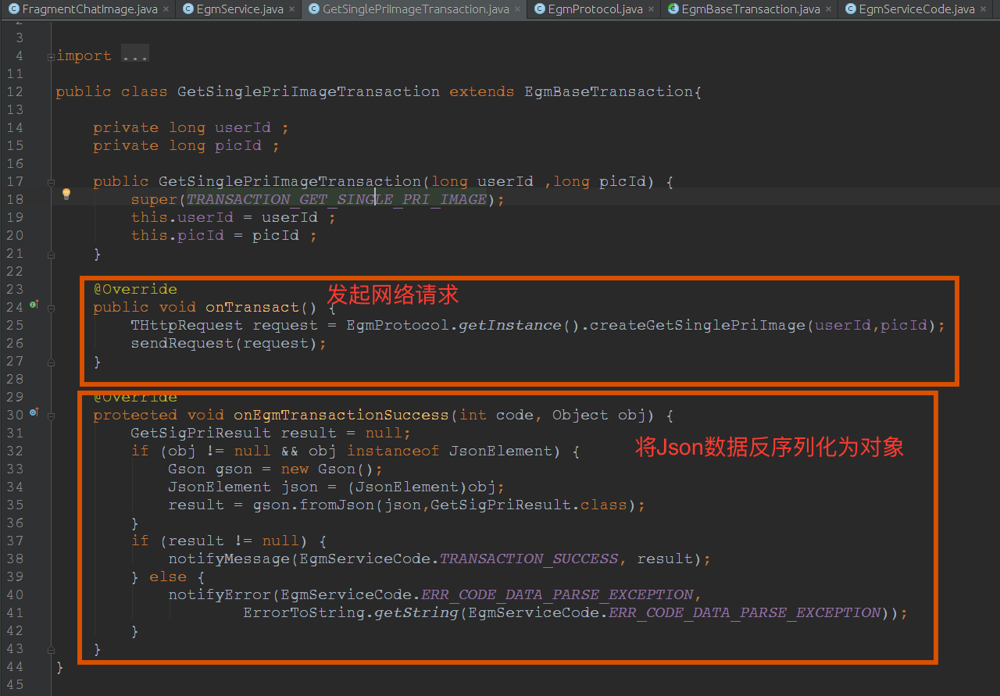 FragmentChatImage.java × EgmService.java × GetSinglePriImageTransaction.java × EgmProtocol.java × EgmBaseTransaction.java × EgmServiceCode.java ×
3
4 import ...
11
12 public class GetSinglePriImageTransaction extends EgmBaseTransaction{
13
14 private long userId ;
15 private long picId ;
16
17 public GetSinglePriImageTransaction(long userId ,long picId) {
18 super(TRANSACTION_GET_SINGLE_PRI_IMAGE);
19 this.userId = userId ;
20 this.picId = picId ;
21 }
22
23 @Override
发起网络请求
24 public void onTransact() {
25 THttpRequest request = EgmProtocol.getInstance().createGetSinglePriImage(userId,picId);
26 sendRequest(request);
27 }
28
29 @Override
30 protected void onEgmTransactionSuccess(int code, Object obj) {
31 GetSigPriResult result = null;
32 if (obj != null && obj instanceof JsonElement) {
将Json数据反序列化为对象
33 Gson gson = new Gson();
34 JsonElement json = (JsonElement)obj;
35 result = gson.fromJson(json,GetSigPriResult.class);
36 }
37 if (result != null) {
38 notifyMessage(EgmServiceCode.TRANSACTION_SUCCESS, result);
39 } else {
40 notifyError(EgmServiceCode.ERR_CODE_DATA_PARSE_EXCEPTION,
41 ErrorToString.getString(EgmServiceCode.ERR_CODE_DATA_PARSE_EXCEPTION));
42 }
43 }
44 }
45